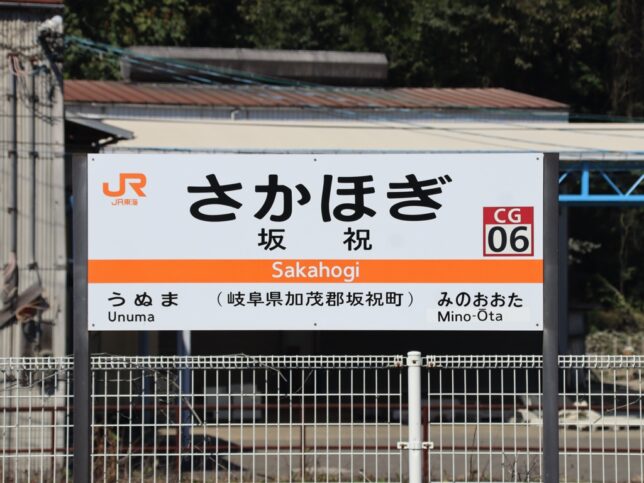 JR
JR東海
さかほぎ
坂祝
CG
06
Sakahogi
うぬま (岐阜県加茂郡坂祝町) みのおおた
Unuma Mino-Ōta